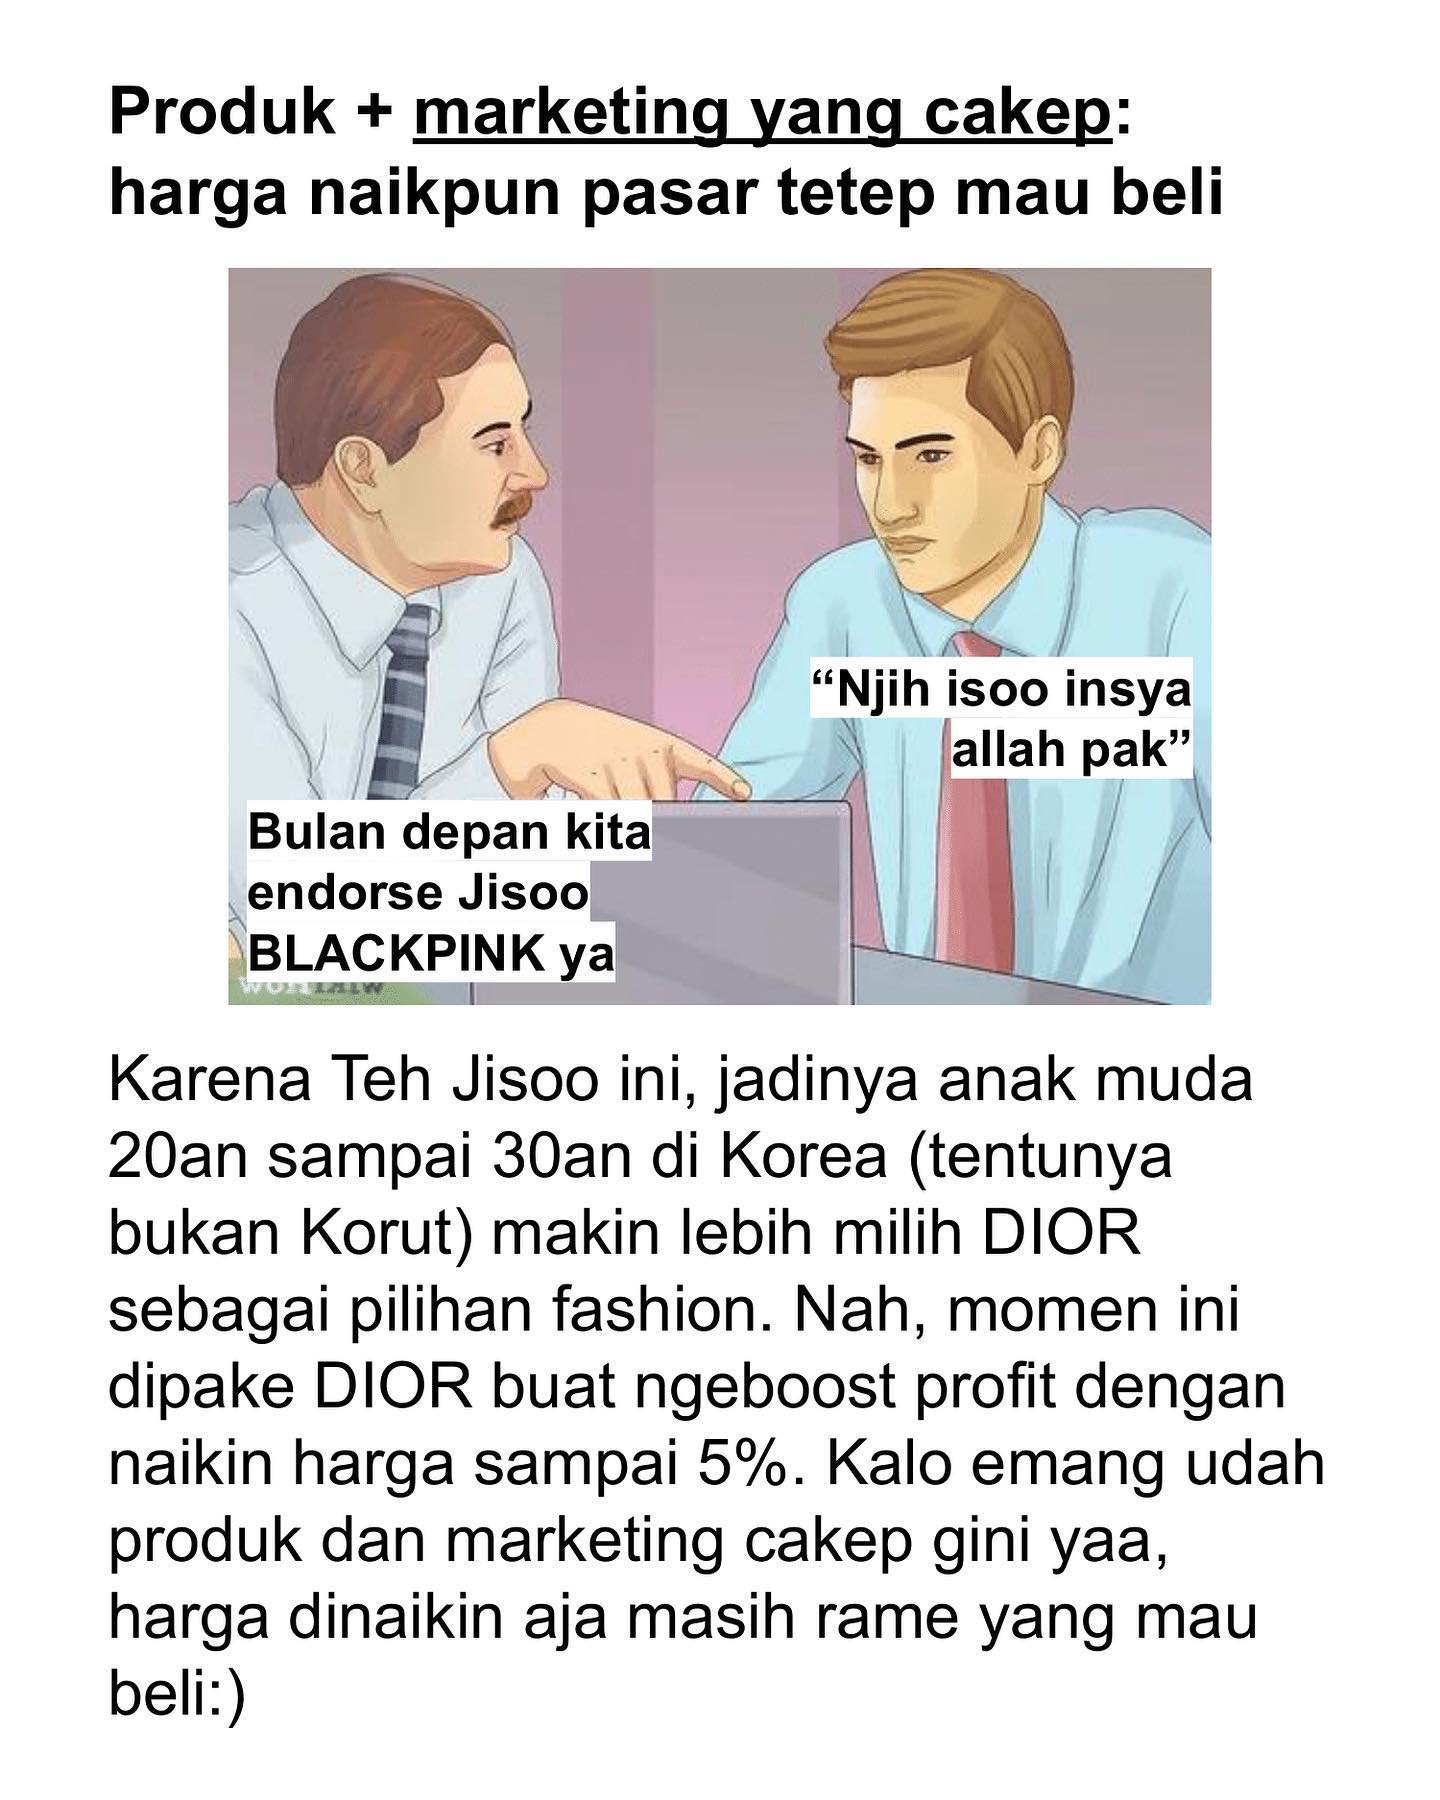 Produk + marketing yang cakep:
harga naikpun pasar tetep mau beli
“Njih isoo insya
allah pak”
Bulan depan kita
endorse Jisoo
BLACKPINK ya
Karena Teh Jisoo ini, jadinya anak muda
20an sampai 30an di Korea (tentunya
bukan Korut) makin lebih milih DIOR
sebagai pilihan fashion. Nah, momen ini
dipake DIOR buat ngeboost profit dengan
naikin harga sampai 5%. Kalo emang udah
produk dan marketing cakep gini yaa,
harga dinaikin aja masih rame yang mau
beli:)